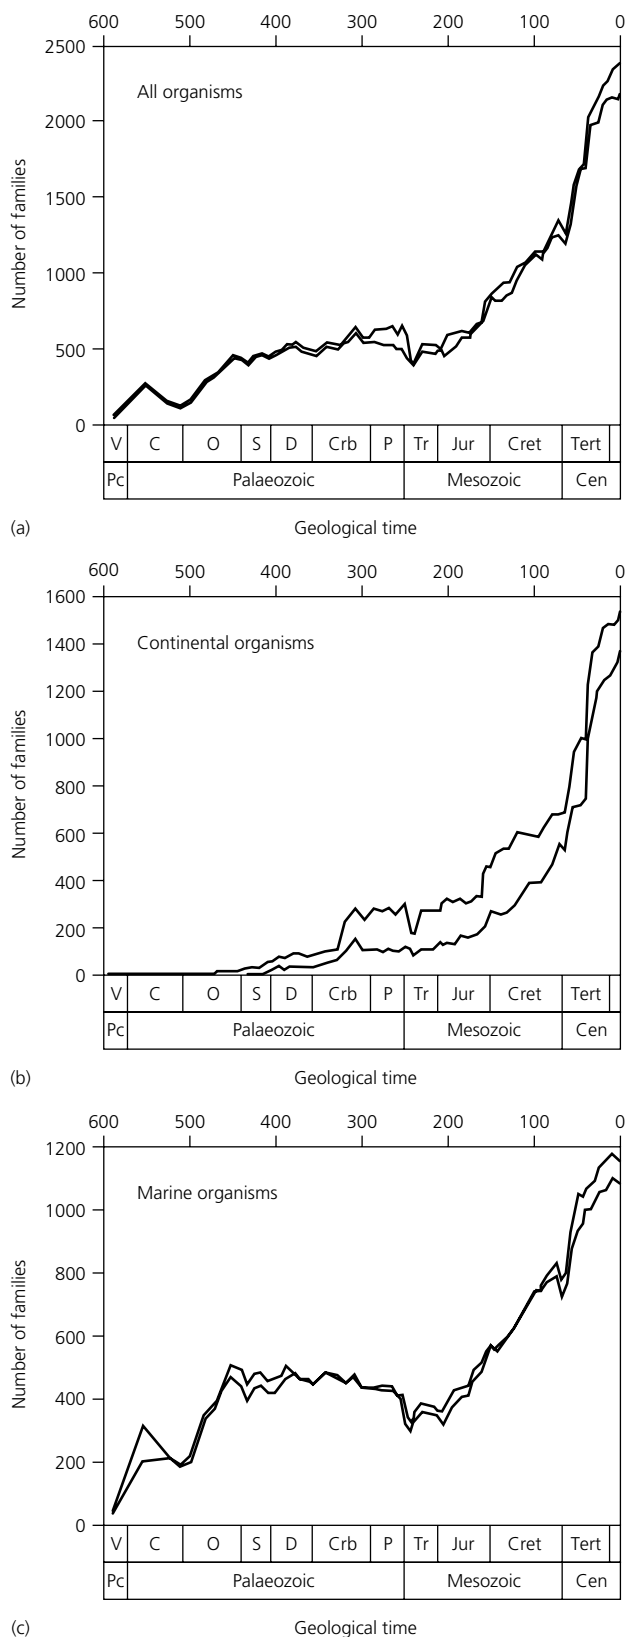 600 500 400 300 200 100 0
2500
All organisms
2000
1500
Number of families
1000
500
0
V C O S D Crb P Tr Jur Cret Tert
Pc Palaeozoic Mesozoic Cen
(a) Geological time
600 500 400 300 200 100 0
1600
Continental organisms
1400
1200
1000
Number of families
800
600
400
200
0
V C O S D Crb P Tr Jur Cret Tert
Pc Palaeozoic Mesozoic Cen
(b) Geological time
600 500 400 300 200 100 0
1200
Marine organisms
1000
800
Number of families
600
400
200
0
V C O S D Crb P Tr Jur Cret Tert
Pc Palaeozoic Mesozoic Cen
(c) Geological time